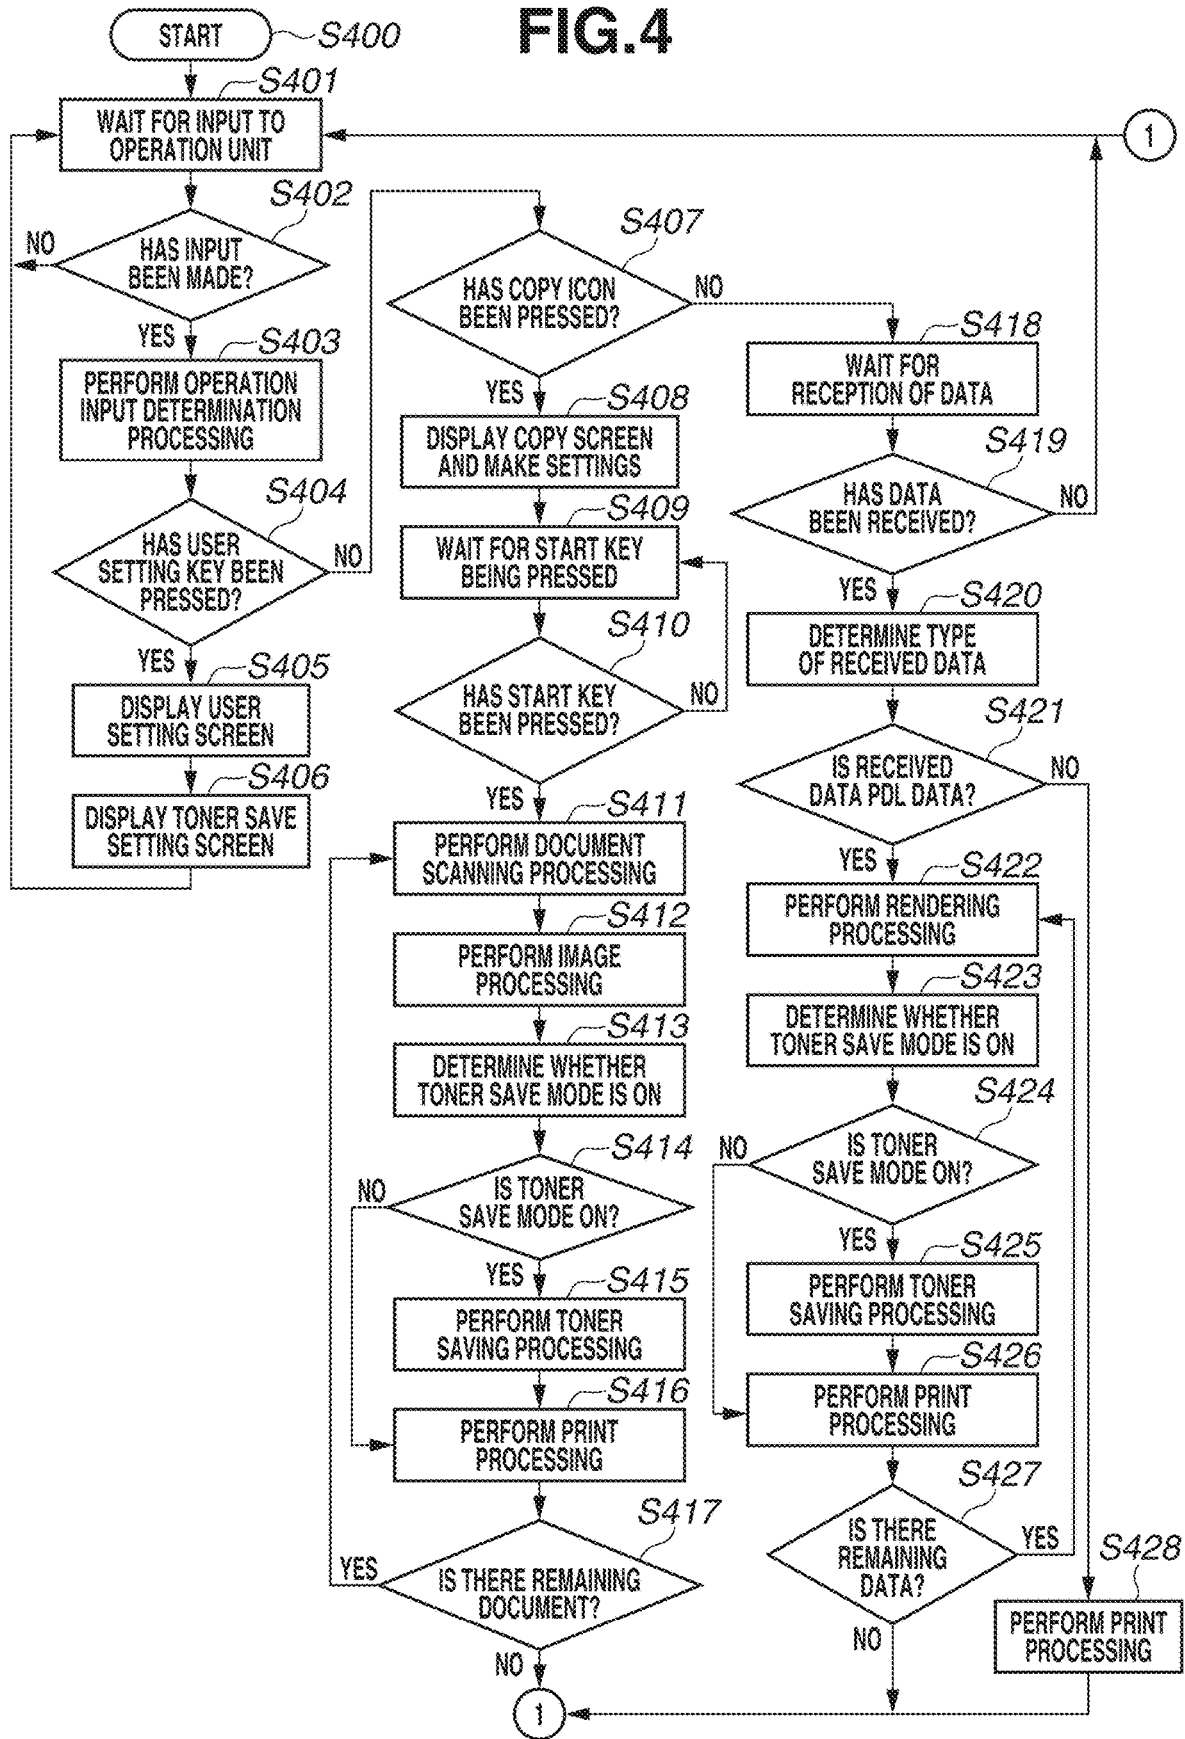 FIG.4
START
S400
S401
WAIT FOR INPUT TO
OPERATION UNIT
1
S402
HAS INPUT
BEEN MADE?
NO
YES
S403
PERFORM OPERATION
INPUT DETERMINATION
PROCESSING
S404
HAS USER
SETTING KEY BEEN
PRESSED?
NO
YES
S405
DISPLAY USER
SETTING SCREEN
S406
DISPLAY TONER SAVE
SETTING SCREEN
S407
HAS COPY ICON
BEEN PRESSED?
NO
YES
S408
DISPLAY COPY SCREEN
AND MAKE SETTINGS
S409
WAIT FOR START KEY
BEING PRESSED
S410
HAS START KEY
BEEN PRESSED?
NO
YES
S411
PERFORM DOCUMENT
SCANNING PROCESSING
S412
PERFORM IMAGE
PROCESSING
S413
DETERMINE WHETHER
TONER SAVE MODE IS ON
S414
IS TONER
SAVE MODE ON?
NO
YES
S415
PERFORM TONER
SAVING PROCESSING
S416
PERFORM PRINT
PROCESSING
S417
IS THERE REMAINING
DOCUMENT?
YES
NO
1
S418
WAIT FOR
RECEPTION OF DATA
S419
HAS DATA
BEEN RECEIVED?
NO
YES
S420
DETERMINE TYPE
OF RECEIVED DATA
S421
IS RECEIVED
DATA PDL DATA?
NO
YES
S422
PERFORM RENDERING
PROCESSING
S423
DETERMINE WHETHER
TONER SAVE MODE IS ON
S424
IS TONER
SAVE MODE ON?
NO
YES
S425
PERFORM TONER
SAVING PROCESSING
S426
PERFORM PRINT
PROCESSING
S427
IS THERE
REMAINING
DATA?
YES
NO
S428
PERFORM PRINT
PROCESSING